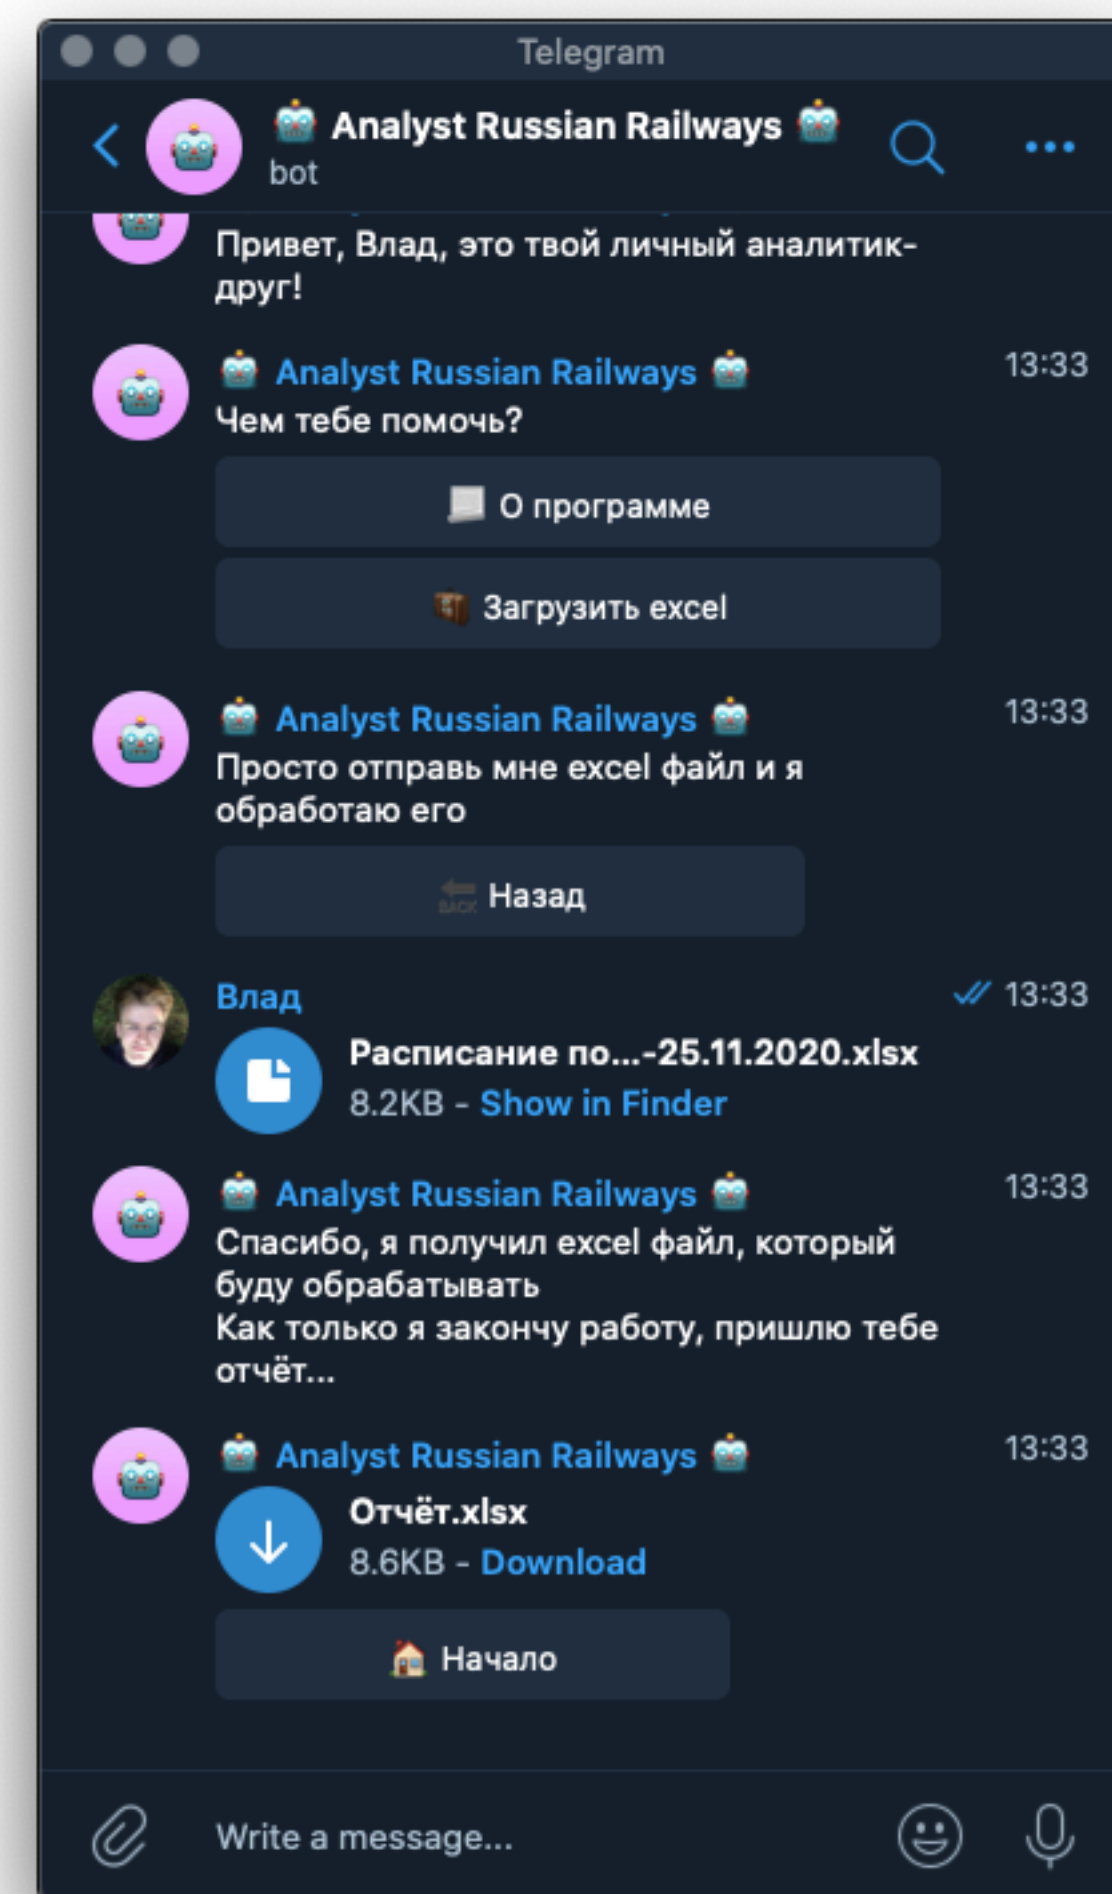 Telegram
Analyst Russian Railways
bot
Привет, Влад, это твой личный аналитик-
друг!
Analyst Russian Railways 13:33
Чем тебе помочь?
О программе
Загрузить excel
Analyst Russian Railways 13:33
Просто отправь мне excel файл и я
обработаю его
BACK Назад
Влад 13:33
Расписание по...-25.11.2020.xlsx
8.2KB - Show in Finder
Analyst Russian Railways 13:33
Спасибо, я получил excel файл, который
буду обрабатывать
Как только я закончу работу, пришлю тебе
отчёт...
Analyst Russian Railways 13:33
Отчёт.xlsx
8.6KB - Download
Начало
Write a message...